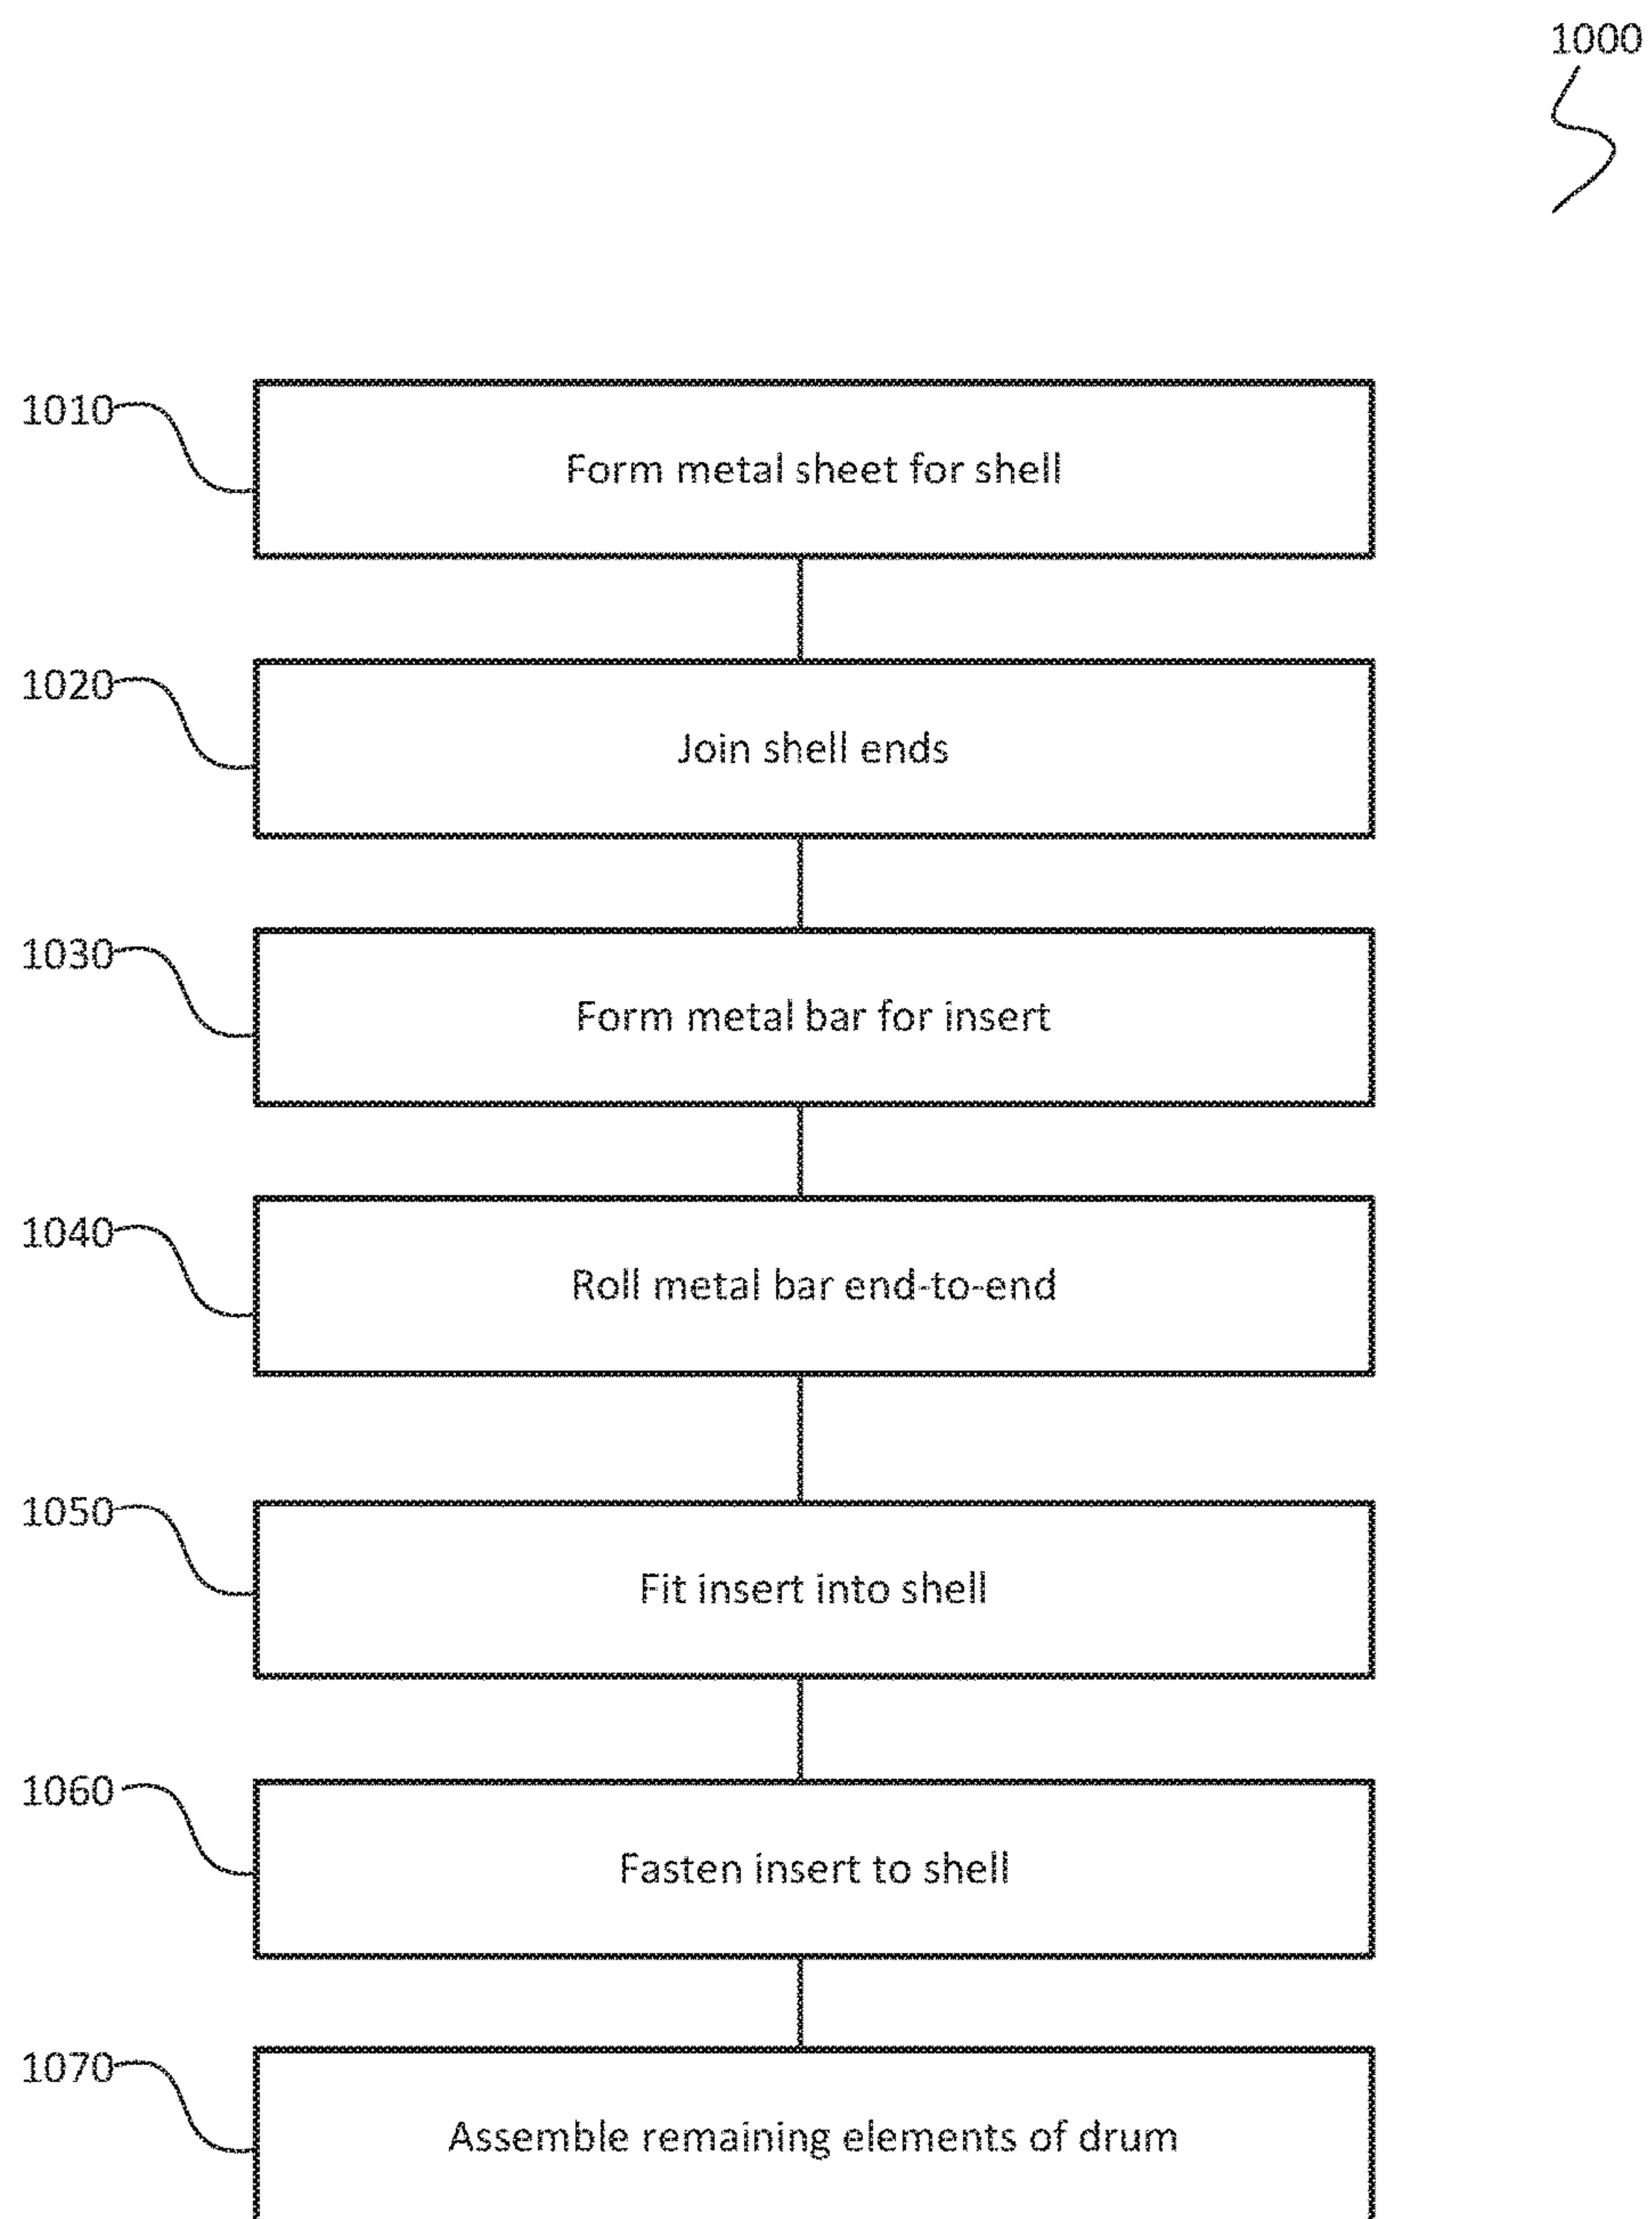 1000
1010
Form metal sheet for shell
1020
Join shell ends
1030
Form metal bar for insert
1040
Roll metal bar end-to-end
1050
Fit insert into shell
1060
Fasten insert to shell
1070
Assemble remaining elements of drum